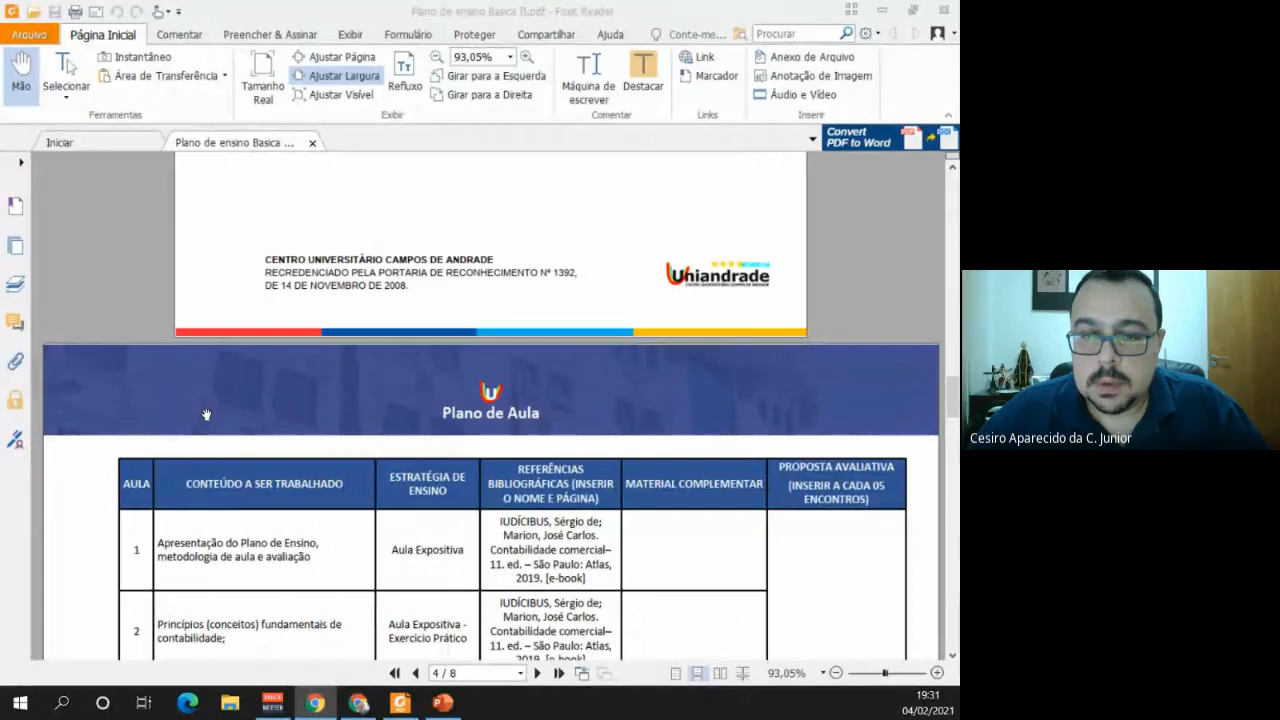 Plano de ensino Basica II.pdf - Foxit Reader
Arquivo
Página Inicial
Comentar
Preencher & Assinar
Exibir
Formulário
Proteger
Compartilhar
Ajuda
Conte-me...
Procurar
Mão
Selecionar
Instantâneo
Área de Transferência
Ferramentas
Tamanho
Real
Ajustar Página
Ajustar Largura
Ajustar Visível
Refluxo
93,05%
Girar para a Esquerda
Girar para a Direita
Exibir
Máquina de
escrever
Destacar
Comentar
Link
Marcador
Links
Anexo de Arquivo
Anotação de Imagem
Áudio e Vídeo
Inserir
Iniciar
Plano de ensino Basica ...
Convert
PDF to Word
CENTRO UNIVERSITÁRIO CAMPOS DE ANDRADE
RECREDENCIADO PELA PORTARIA DE RECONHECIMENTO Nº 1392,
DE 14 DE NOVEMBRO DE 2008.
Uniandrade
CENTRO UNIVERSITÁRIO CAMPOS DE ANDRADE
U
Plano de Aula
AULA
CONTEÚDO A SER TRABALHADO
ESTRATÉGIA DE
ENSINO
REFERÊNCIAS
BIBLIOGRÁFICAS (INSERIR
O NOME E PÁGINA)
MATERIAL COMPLEMENTAR
PROPOSTA AVALIATIVA
(INSERIR A CADA 05
ENCONTROS)
1
Apresentação do Plano de Ensino,
metodologia de aula e avaliação
Aula Expositiva
IUDÍCIBUS, Sérgio de;
Marion, José Carlos.
Contabilidade comercial–
11. ed. – São Paulo: Atlas,
2019. [e-book]
2
Princípios (conceitos) fundamentais de
contabilidade;
Aula Expositiva -
Exercicio Prático
IUDÍCIBUS, Sérgio de;
Marion, José Carlos.
Contabilidade comercial–
11. ed. – São Paulo: Atlas,
2019. [e-book]
4 / 8
93,05%
Cesiro Aparecido da C. Junior
19:31
04/02/2021